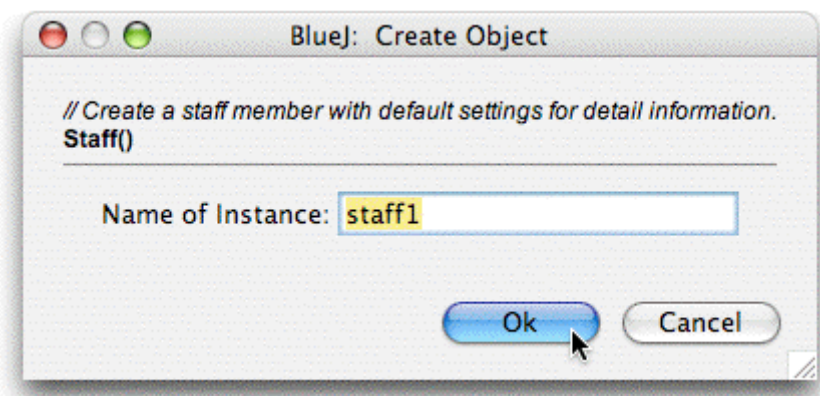 BlueJ: Create Object
// Create a staff member with default settings for detail information.
Staff()
Name of Instance: staff1
Ok Cancel